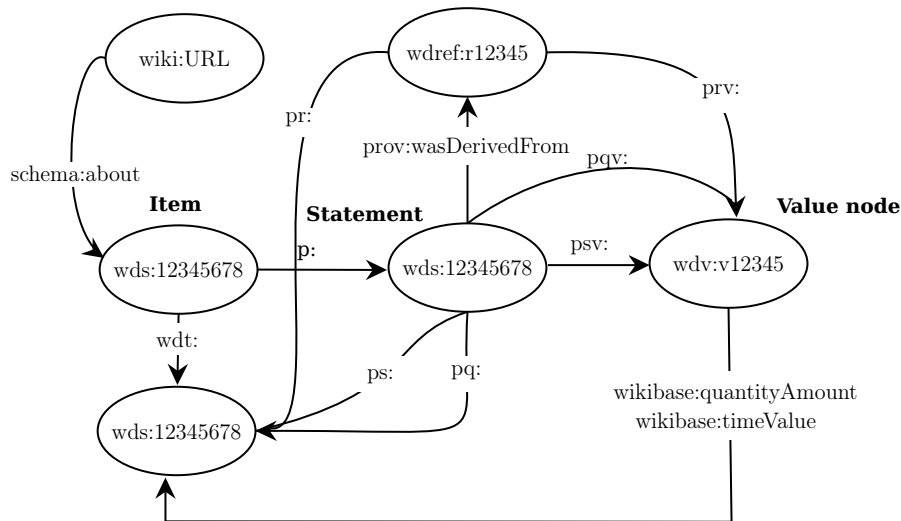 wiki:URL
wdref:r12345
prv:
pr:
prov:wasDerivedFrom
pqv:
schema:about
Item
Statement
Value node
p:
psv:
wds:12345678
wds:12345678
wdv:v12345
wdt:
ps:
pq:
wikibase:quantityAmount
wikibase:timeValue
wds:12345678